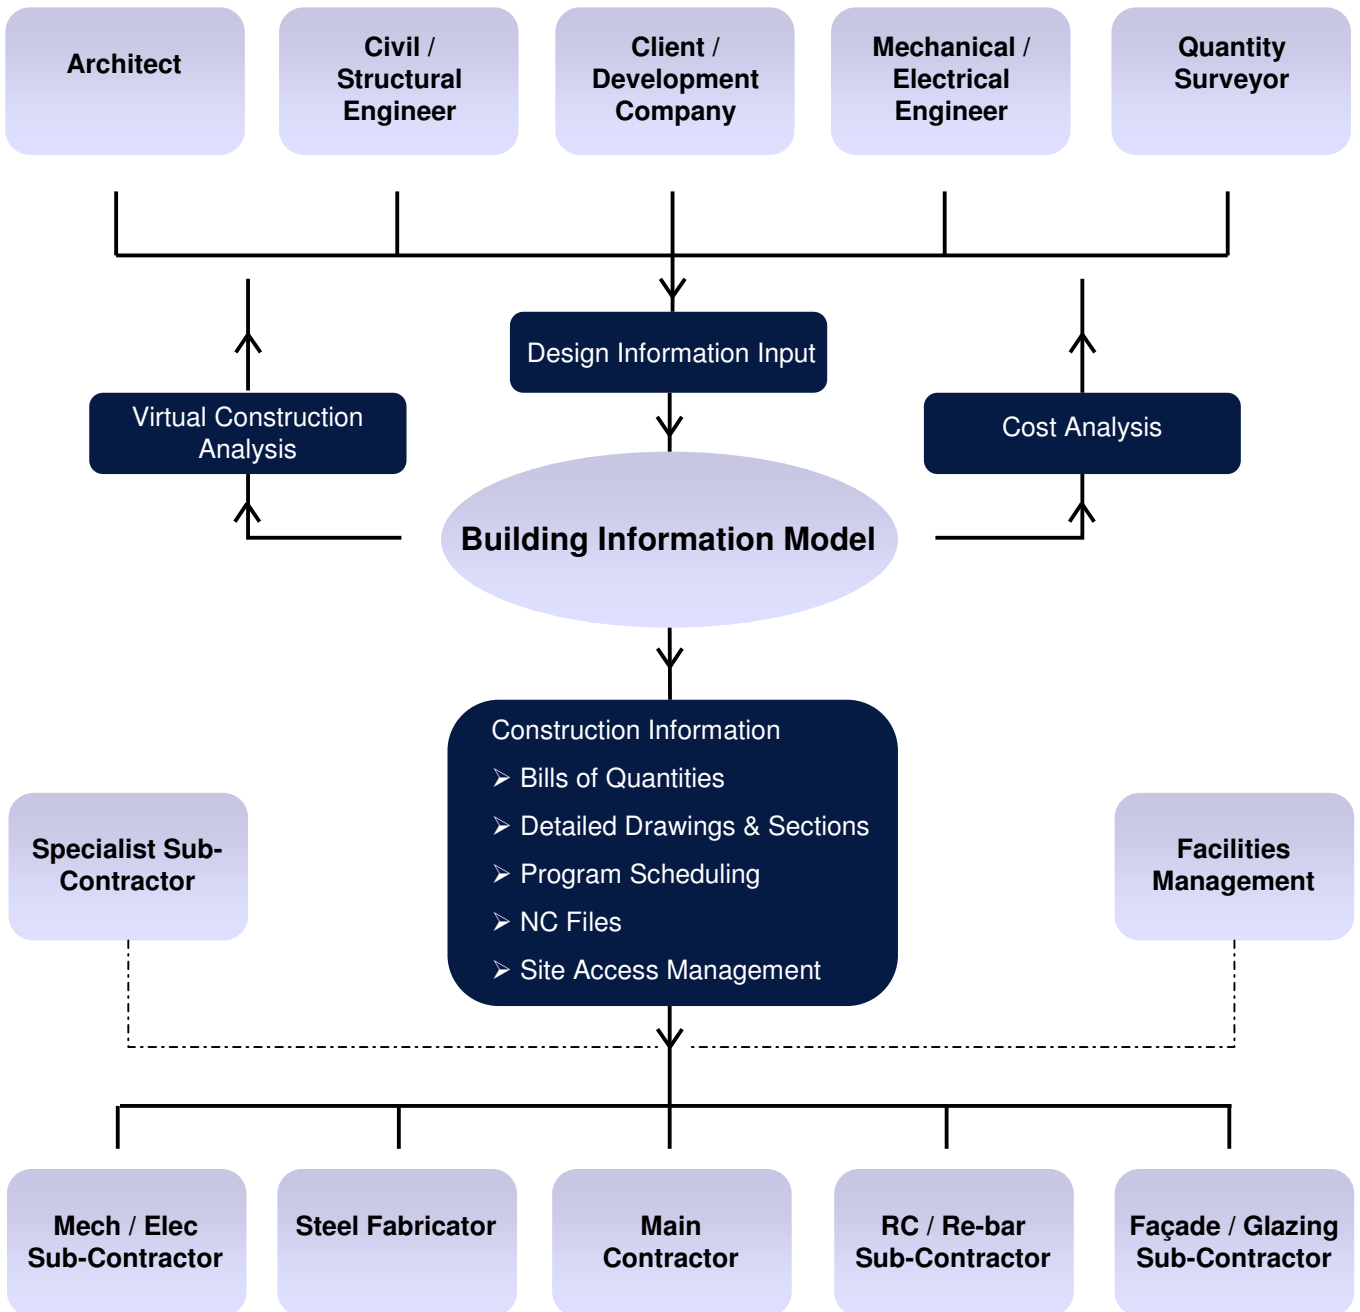 Architect
Civil /
Structural
Engineer
Client /
Development
Company
Mechanical /
Electrical
Engineer
Quantity
Surveyor
Design Information Input
Virtual Construction
Analysis
Cost Analysis
Building Information Model
Construction Information
➢ Bills of Quantities
➢ Detailed Drawings & Sections
➢ Program Scheduling
➢ NC Files
➢ Site Access Management
Specialist Sub-
Contractor
Facilities
Management
Mech / Elec
Sub-Contractor
Steel Fabricator
Main
Contractor
RC / Re-bar
Sub-Contractor
Façade / Glazing
Sub-Contractor